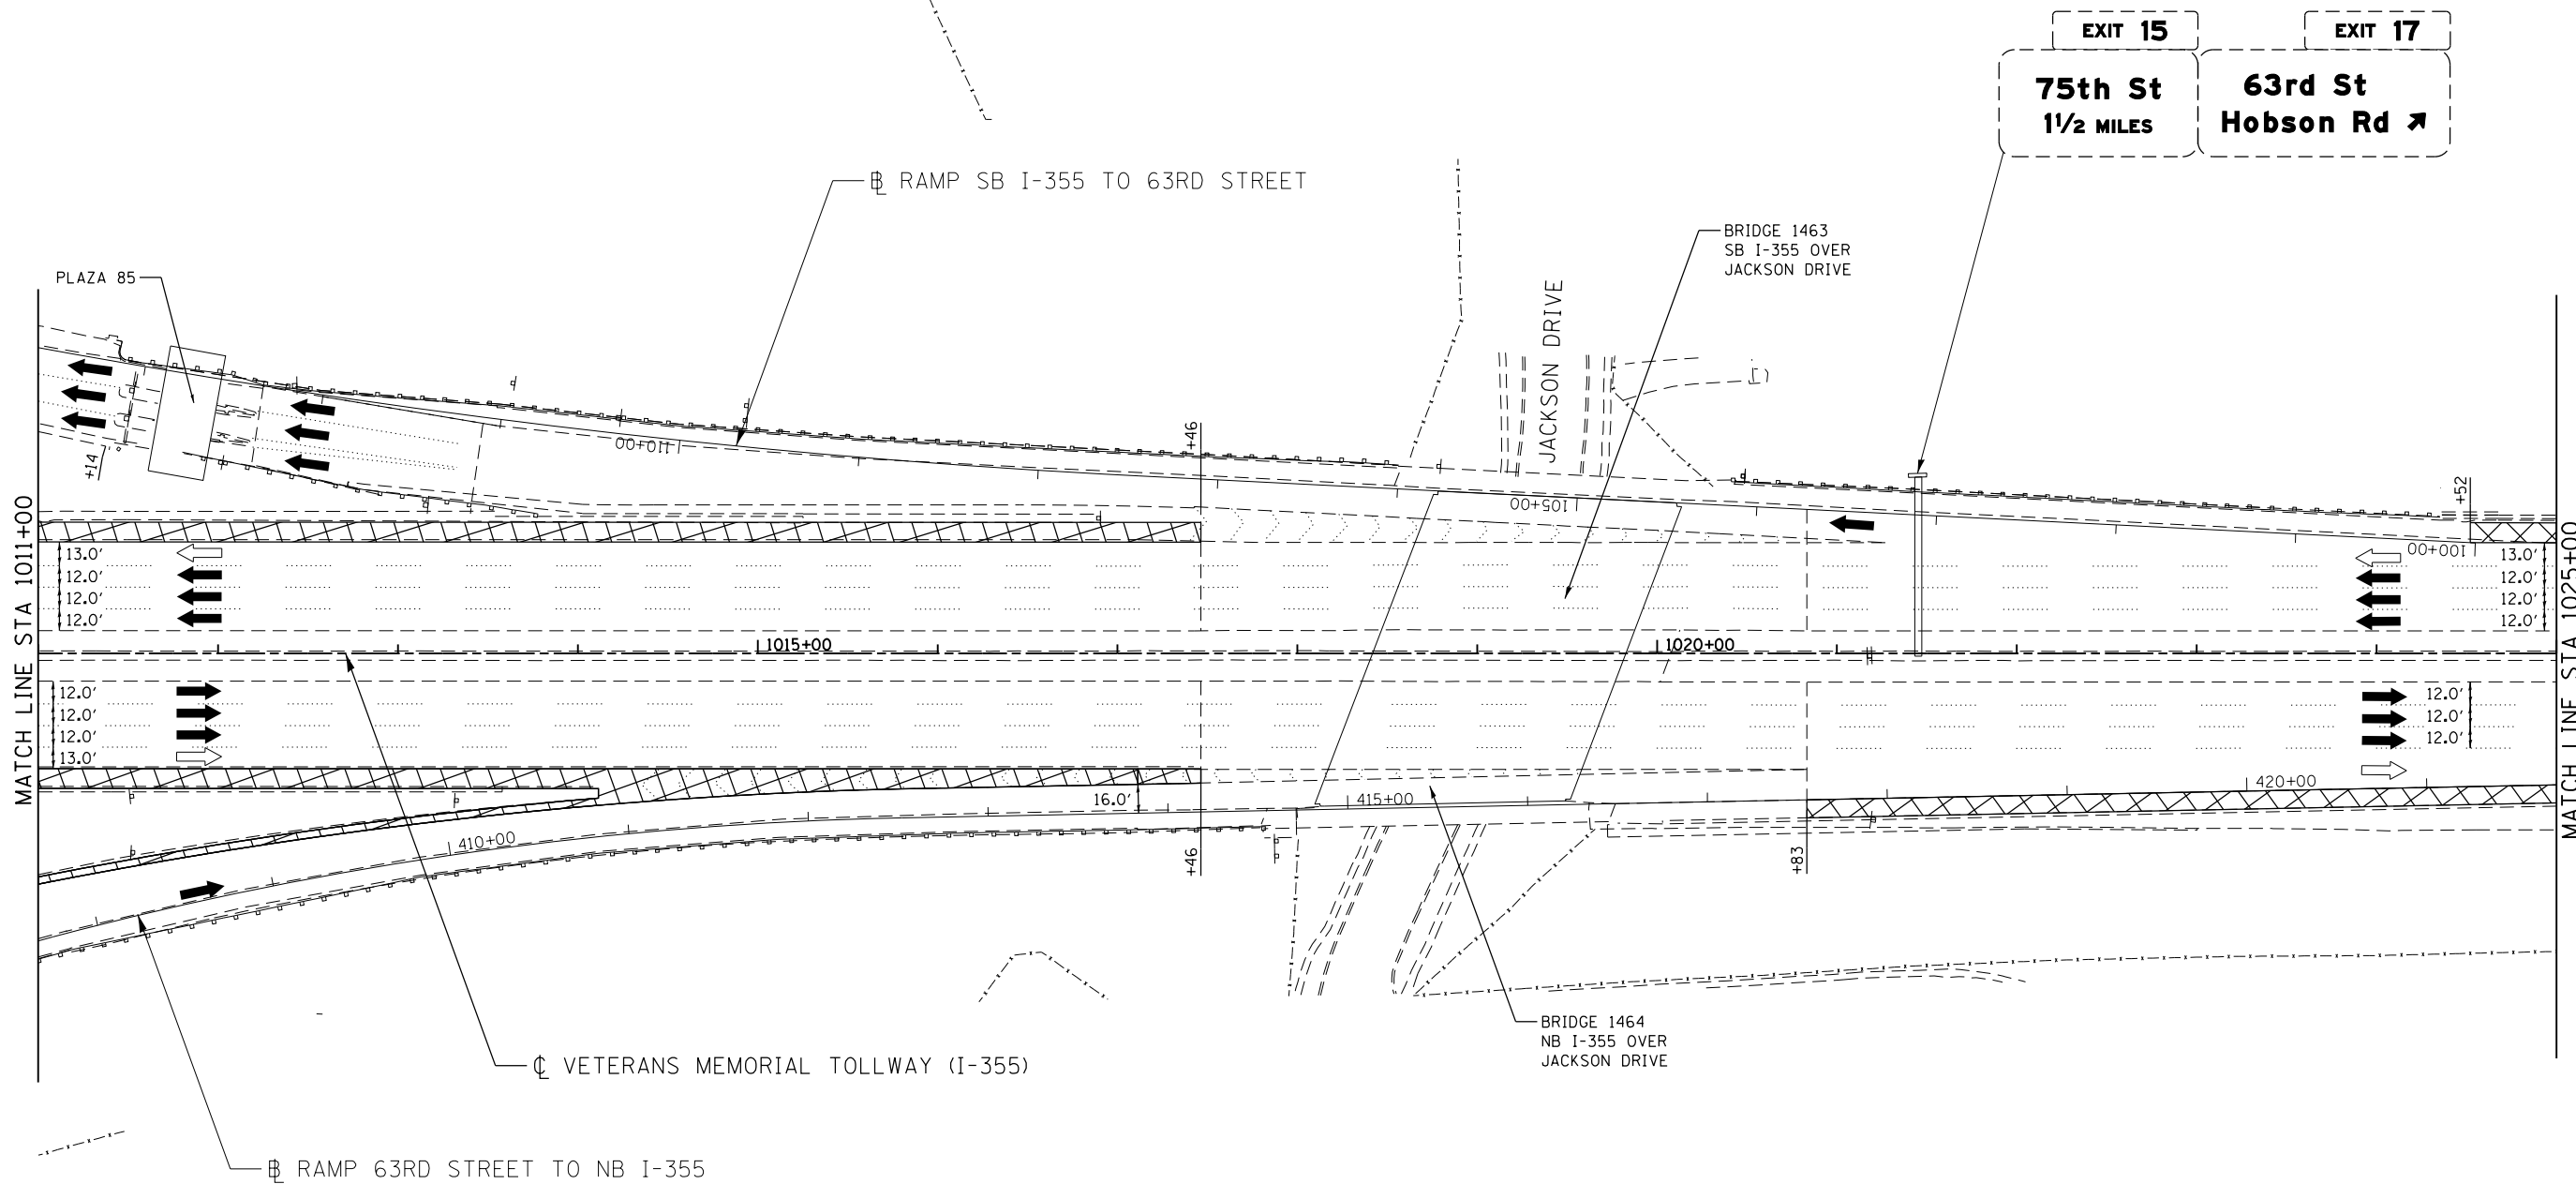 EXIT 15
EXIT 17
75th St
1½ MILES
63rd St
Hobson Rd
℄ RAMP SB I-355 TO 63RD STREET
BRIDGE 1463
SB I-355 OVER
JACKSON DRIVE
PLAZA 85
JACKSON DRIVE
+46
110+00
+14
105+00
+52
100+00
MATCH LINE STA 1011+00
13.0'
12.0'
12.0'
12.0'
13.0'
12.0'
12.0'
12.0'
MATCH LINE STA 1025+00
1015+00
1020+00
12.0'
12.0'
12.0'
13.0'
12.0'
12.0'
12.0'
16.0'
415+00
420+00
410+00
+46
+83
BRIDGE 1464
NB I-355 OVER
JACKSON DRIVE
℄ VETERANS MEMORIAL TOLLWAY (I-355)
℄ RAMP 63RD STREET TO NB I-355